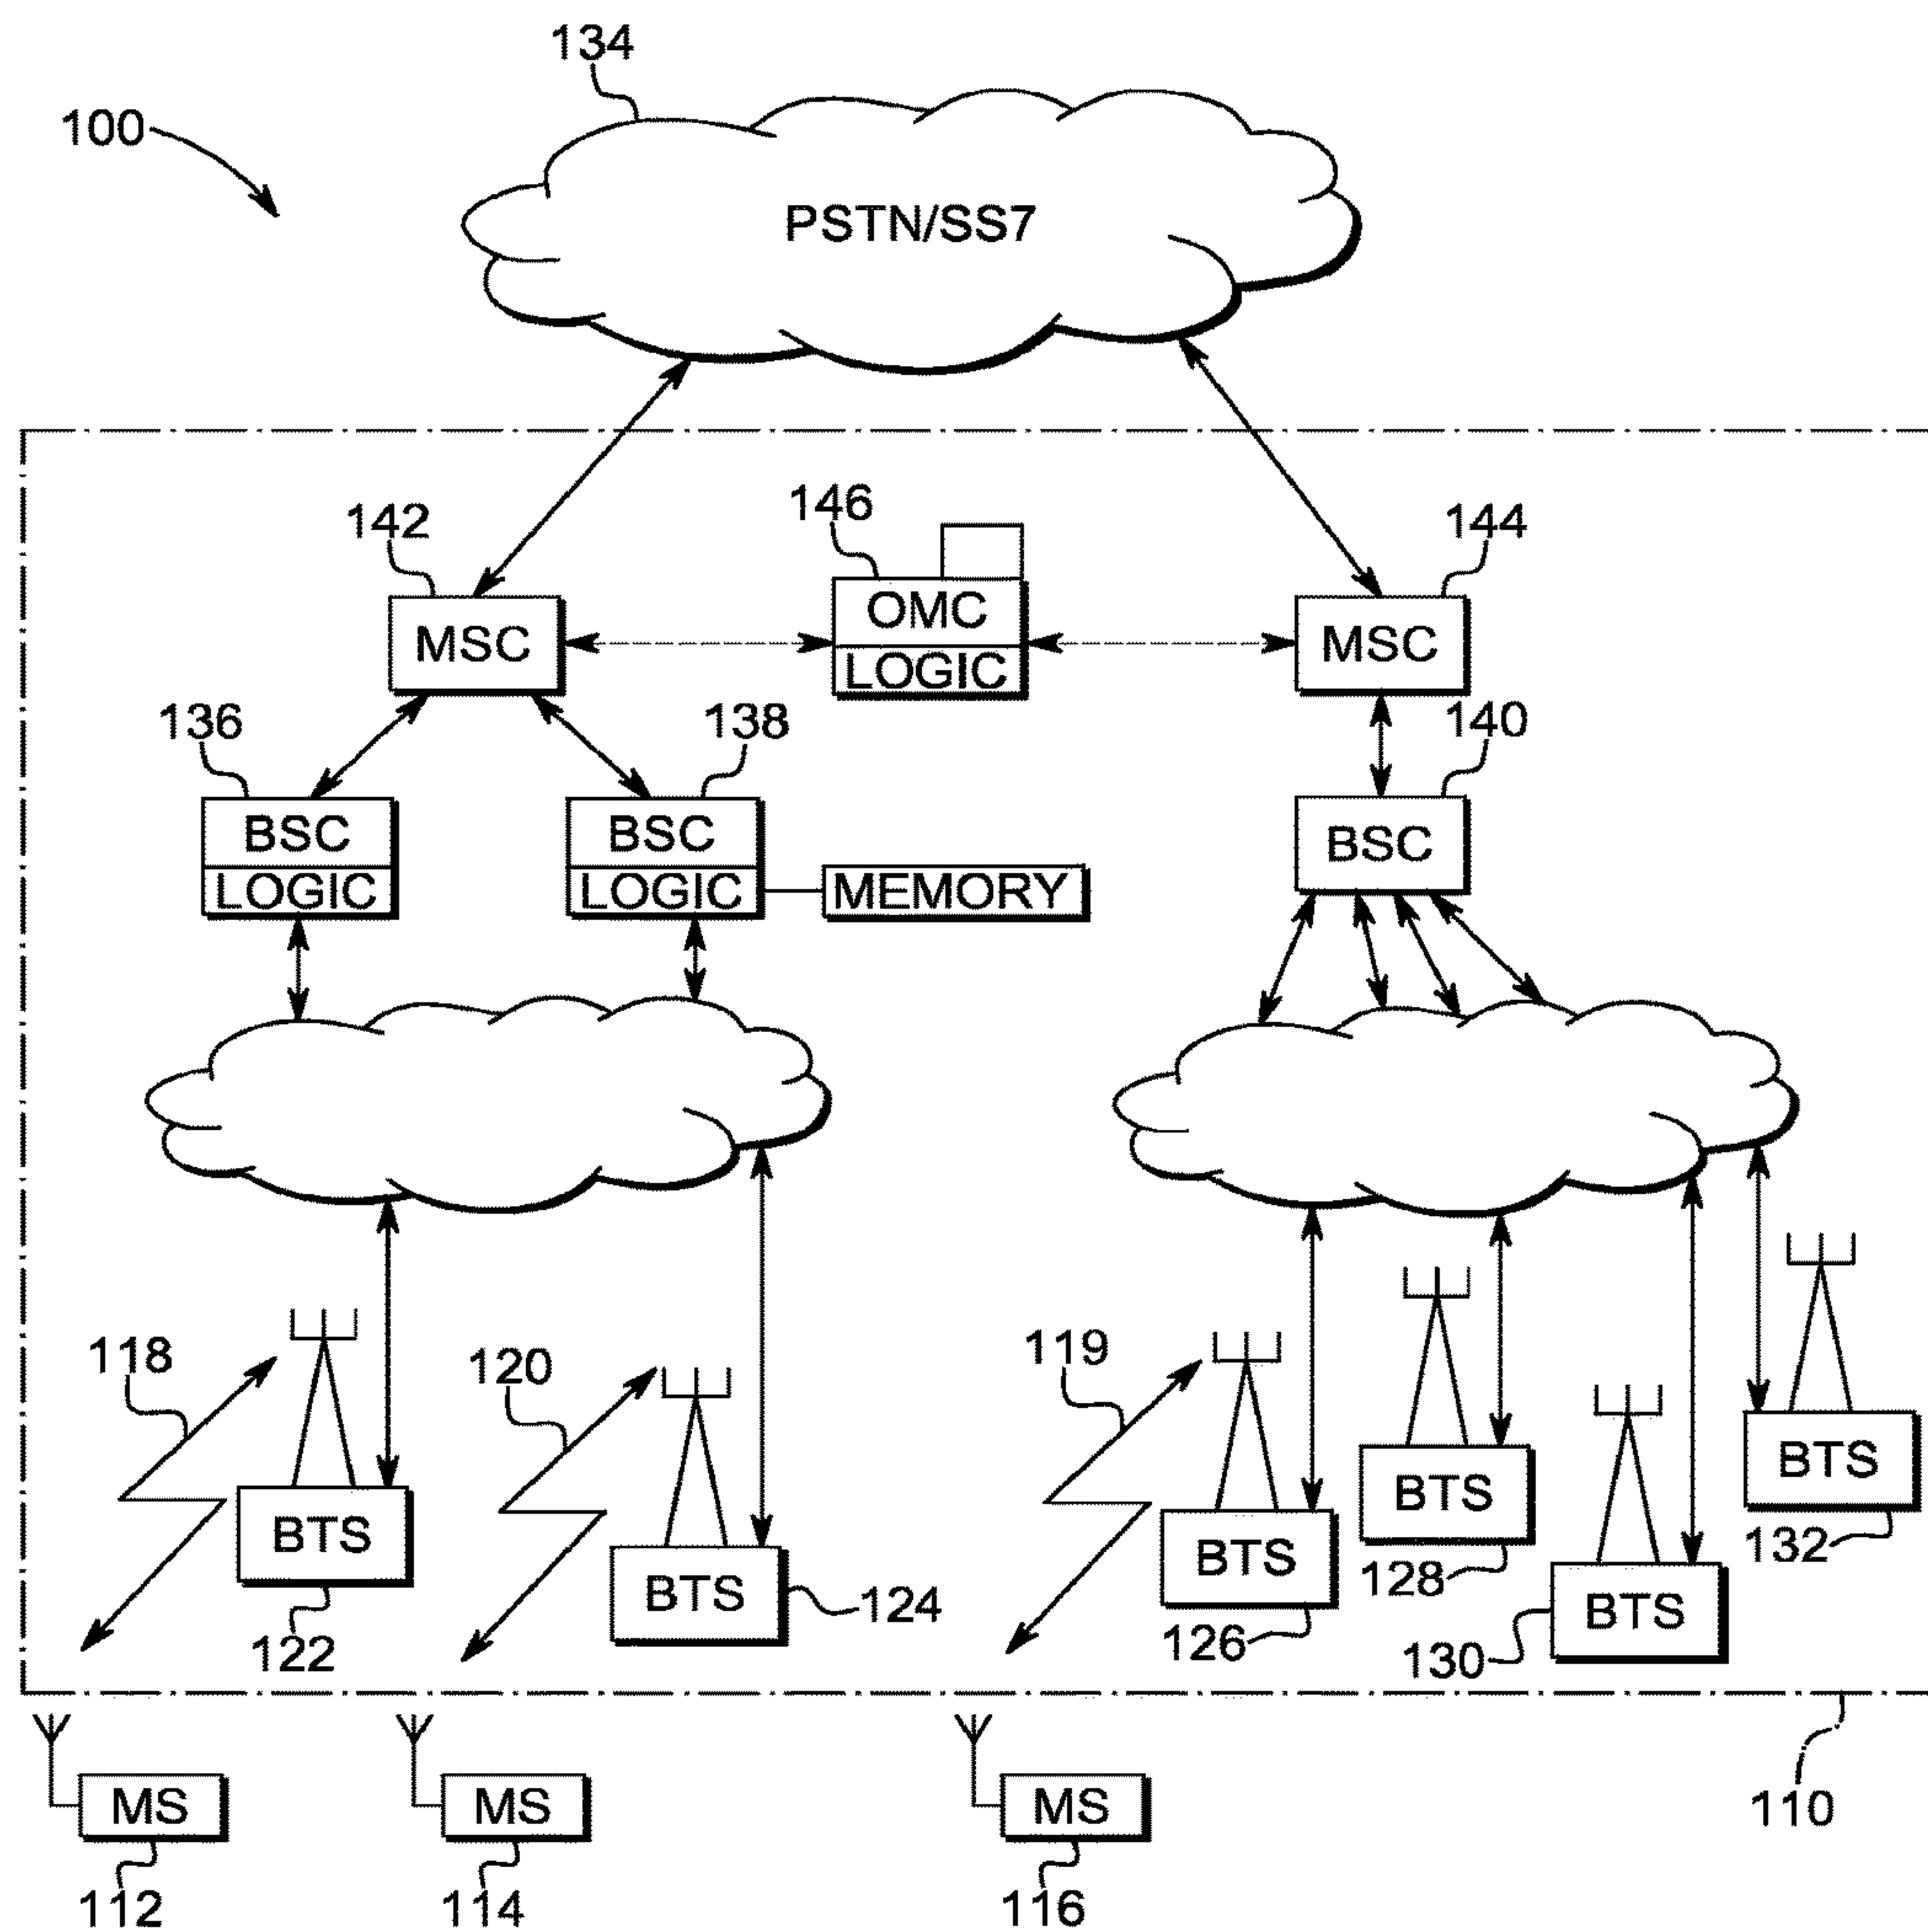 134
100
PSTN/SS7
142
146
144
MSC
OMC
LOGIC
MSC
136
138
140
BSC
LOGIC
BSC
LOGIC
MEMORY
BSC
118
120
119
BTS
122
BTS
124
BTS
126
BTS
128
BTS
130
BTS
132
MS
112
MS
114
MS
116
110